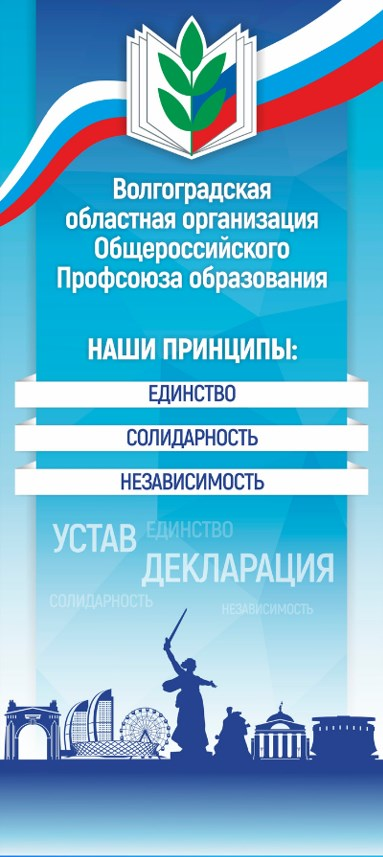 Волгоградская
областная организация
Общероссийского
Профсоюза образования
НАШИ ПРИНЦИПЫ:
ЕДИНСТВО
СОЛИДАРНОСТЬ
НЕЗАВИСИМОСТЬ
УСТАВ ЕДИНСТВО
ДЕКЛАРАЦИЯ
СОЛИДАРНОСТЬ
НЕЗАВИСИМОСТЬ